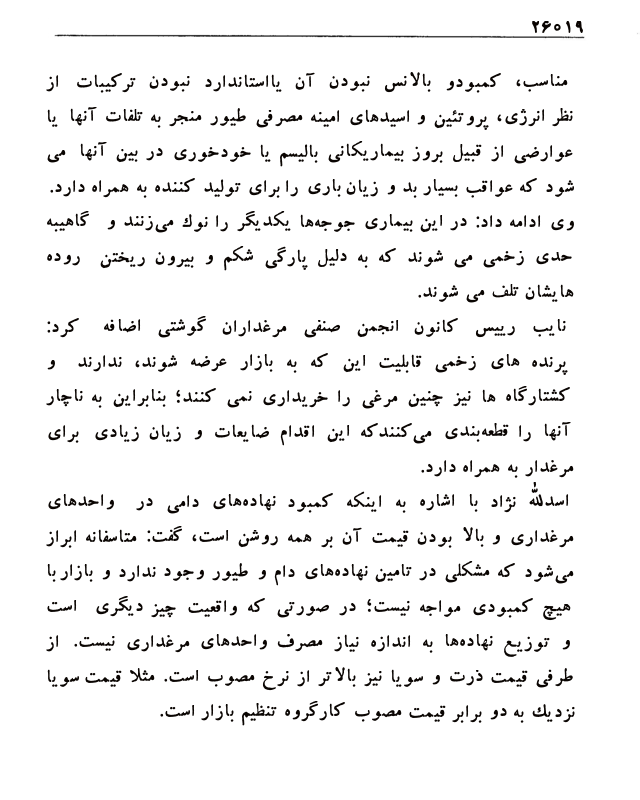 ۲۶۰۱۹
مناسب، کمبودو بالانس نبودن آن یااستاندارد نبودن ترکیبات از
نظر انرژی، پروتئین و اسیدهای امینه مصرفی طیور منجر به تلفات آنها یا
عوارضی از قبیل بروز بیماریکانی بالیسم یا خودخوری در بین آنها می
شود که عواقب بسیار بد و زیان باری را برای تولید کننده به همراه دارد.
وی ادامه داد: در این بیماری جوجه‌ها یکدیگر را نوك می‌زنند و گاهیبه
حدی زخمی می شوند که به دلیل پارگی شکم و بیرون ریختن روده
هایشان تلف می شوند.
نایب رییس کانون انجمن صنفی مرغداران گوشتی اضافه کرد:
پرنده های زخمی قابلیت این که به بازار عرضه شوند، ندارند و
کشتارگاه ها نیز چنین مرغی را خریداری نمی کنند؛ بنابراین به ناچار
آنها را قطعه‌بندی می‌کنندکه این اقدام ضایعات و زیان زیادی برای
مرغدار به همراه دارد.
اسدالله نژاد با اشاره به اینکه کمبود نهاده‌های دامی در واحدهای
مرغداری و بالا بودن قیمت آن بر همه روشن است، گفت: متاسفانه ابراز
می‌شود که مشکلی در تامین نهاده‌های دام و طیور وجود ندارد و بازار با
هیچ کمبودی مواجه نیست؛ در صورتی که واقعیت چیز دیگری است
و توزیع نهاده‌ها به اندازه نیاز مصرف واحدهای مرغداری نیست. از
طرفی قیمت ذرت و سویا نیز بالاتر از نرخ مصوب است. مثلا قیمت سویا
نزدیك به دو برابر قیمت مصوب کارگروه تنظیم بازار است.